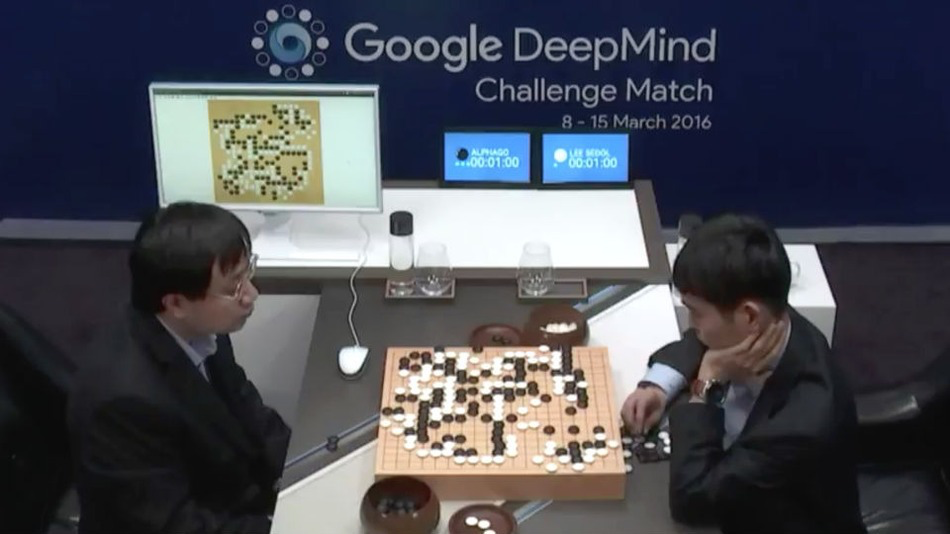 Google DeepMind
Challenge Match
8 - 15 March 2016
ALPHAGO
00:01:00
LEE SEDOL
00:01:00